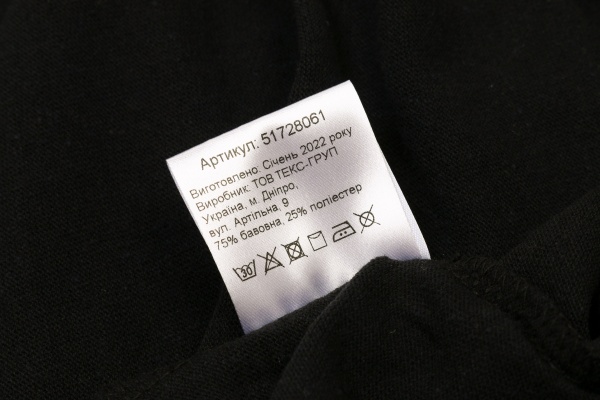 Артикул: 51728061
Виготовлено: Січень 2022 року
Виробник: ТОВ ТЕКС-ГРУП
Україна, м. Дніпро,
вул. Артільна, 9
75% бавовна, 25% поліестер
30